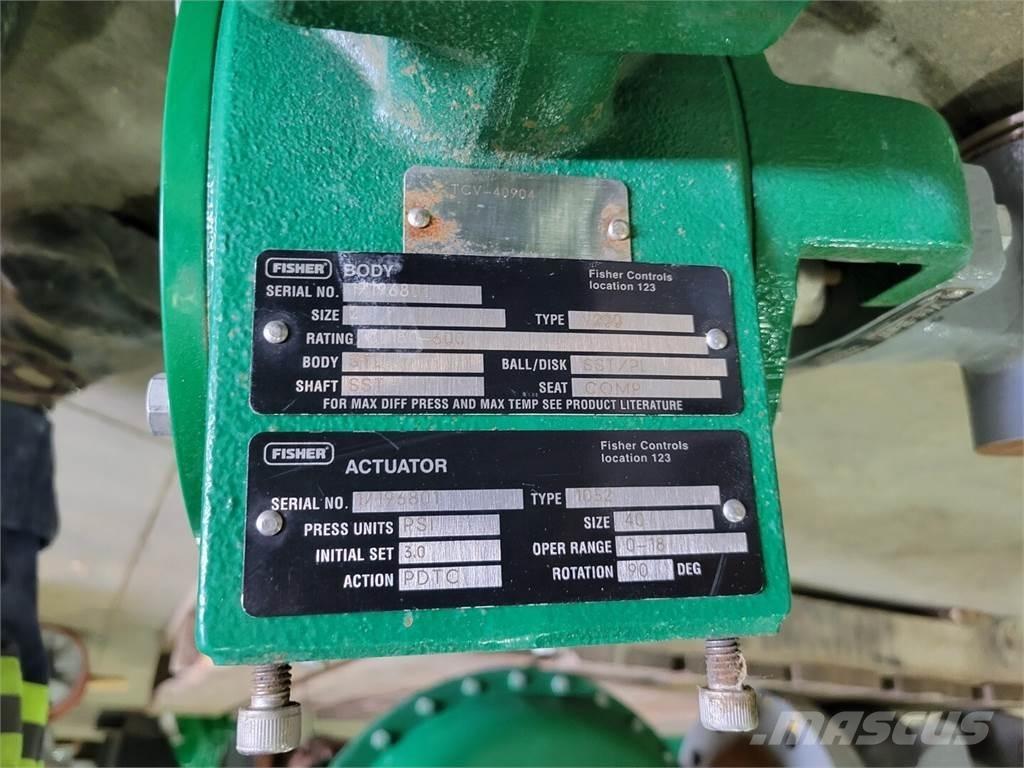 TCV-40904
FISHER BODY
Fisher Controls
location 123
SERIAL NO.
SIZE TYPE
RATING
BODY BALL/DISK
SHAFT SST SEAT COMP
FOR MAX DIFF PRESS AND MAX TEMP SEE PRODUCT LITERATURE
FISHER ACTUATOR
Fisher Controls
location 123
SERIAL NO. 17196801 TYPE 1052
PRESS UNITS PSI SIZE 40
INITIAL SET 3.0 OPER RANGE 0-18
ACTION PDTC ROTATION 90 DEG
MASCUS